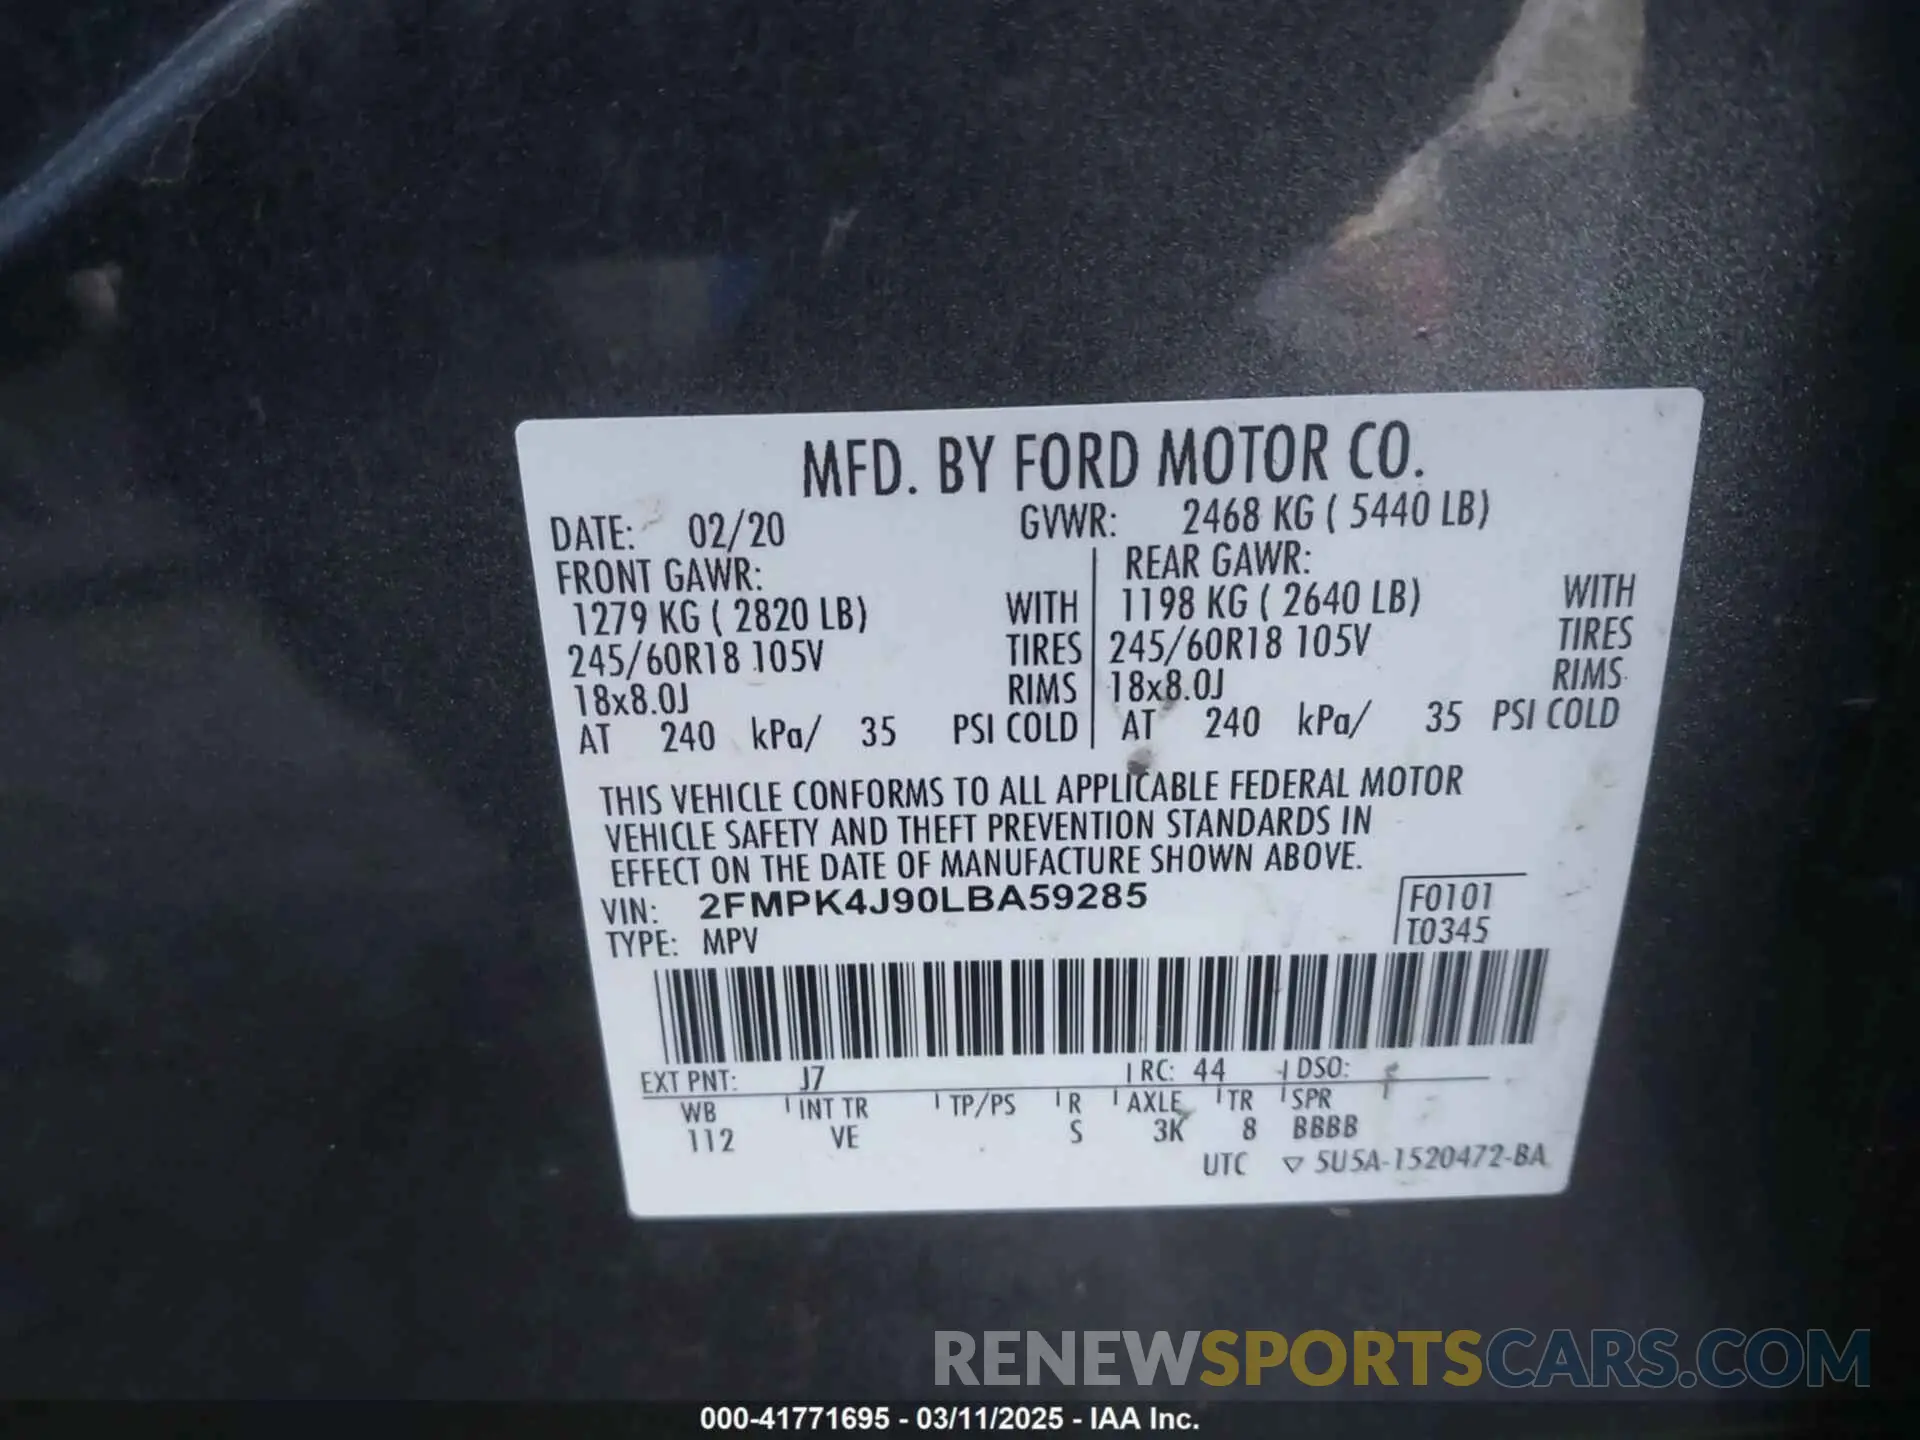 MFD. BY FORD MOTOR CO.
DATE: 02/20 GVWR: 2468 KG ( 5440 LB)
FRONT GAWR: REAR GAWR:
1279 KG ( 2820 LB) WITH 1198 KG ( 2640 LB) WITH
245/60R18 105V TIRES 245/60R18 105V TIRES
18x8.0J RIMS 18x8.0J RIMS
AT 240 kPa/ 35 PSI COLD AT 240 kPa/ 35 PSI COLD
THIS VEHICLE CONFORMS TO ALL APPLICABLE FEDERAL MOTOR
VEHICLE SAFETY AND THEFT PREVENTION STANDARDS IN
EFFECT ON THE DATE OF MANUFACTURE SHOWN ABOVE.
VIN: 2FMPK4J90LBA59285 F0101
TYPE: MPV T0345
EXT PNT: J7 RC: 44 DSO:
WB INT TR TP/PS R AXLE TR SPR
112 VE S 3K 8 BBBB
UTC ▽ 5U5A-1520472-BA
RENEWSPORTSCARS.COM
000-41771695 - 03/11/2025 - IAA Inc.